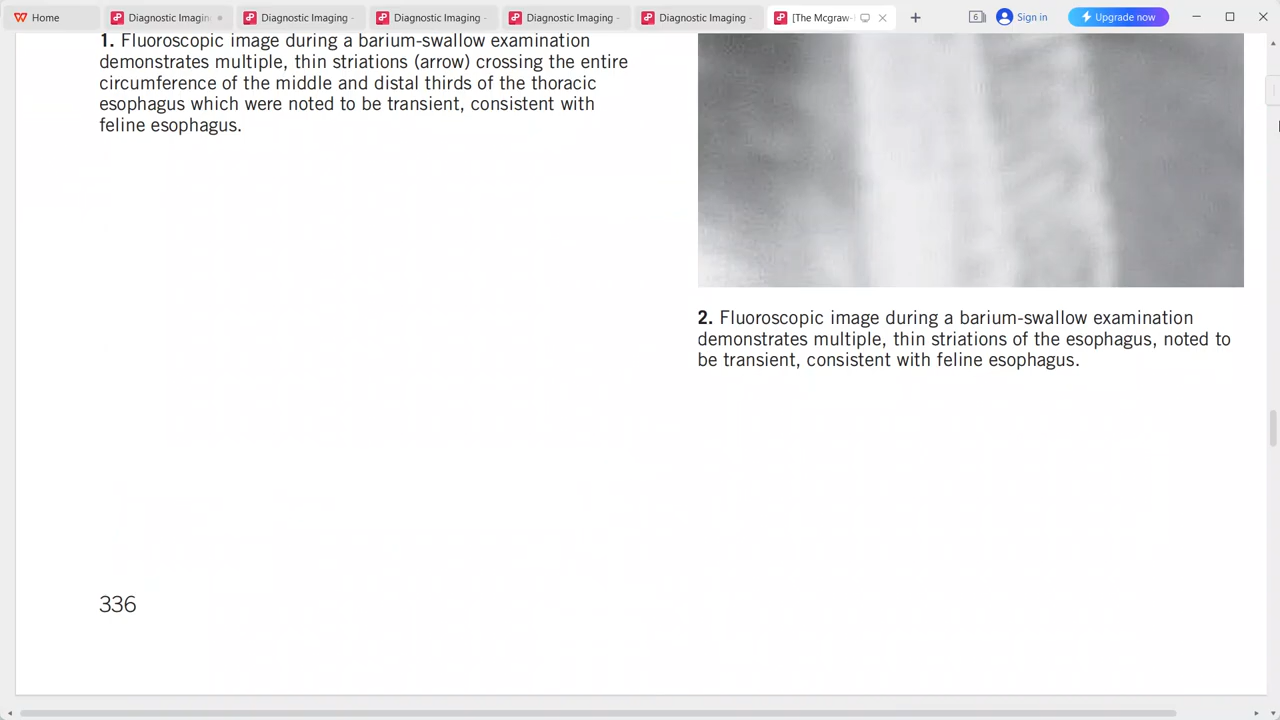 Home
Diagnostic Imagin
Diagnostic Imaging -
Diagnostic Imaging -
Diagnostic Imaging -
Diagnostic Imaging -
[The Mcgraw-
6
Sign in
Upgrade now
1. Fluoroscopic image during a barium-swallow examination
demonstrates multiple, thin striations (arrow) crossing the entire
circumference of the middle and distal thirds of the thoracic
esophagus which were noted to be transient, consistent with
feline esophagus.
2. Fluoroscopic image during a barium-swallow examination
demonstrates multiple, thin striations of the esophagus, noted to
be transient, consistent with feline esophagus.
336